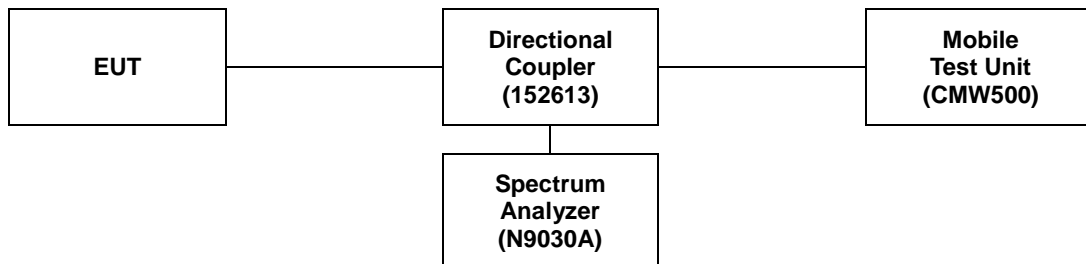 EUT
Directional
Coupler
(152613)
Mobile
Test Unit
(CMW500)
Spectrum
Analyzer
(N9030A)